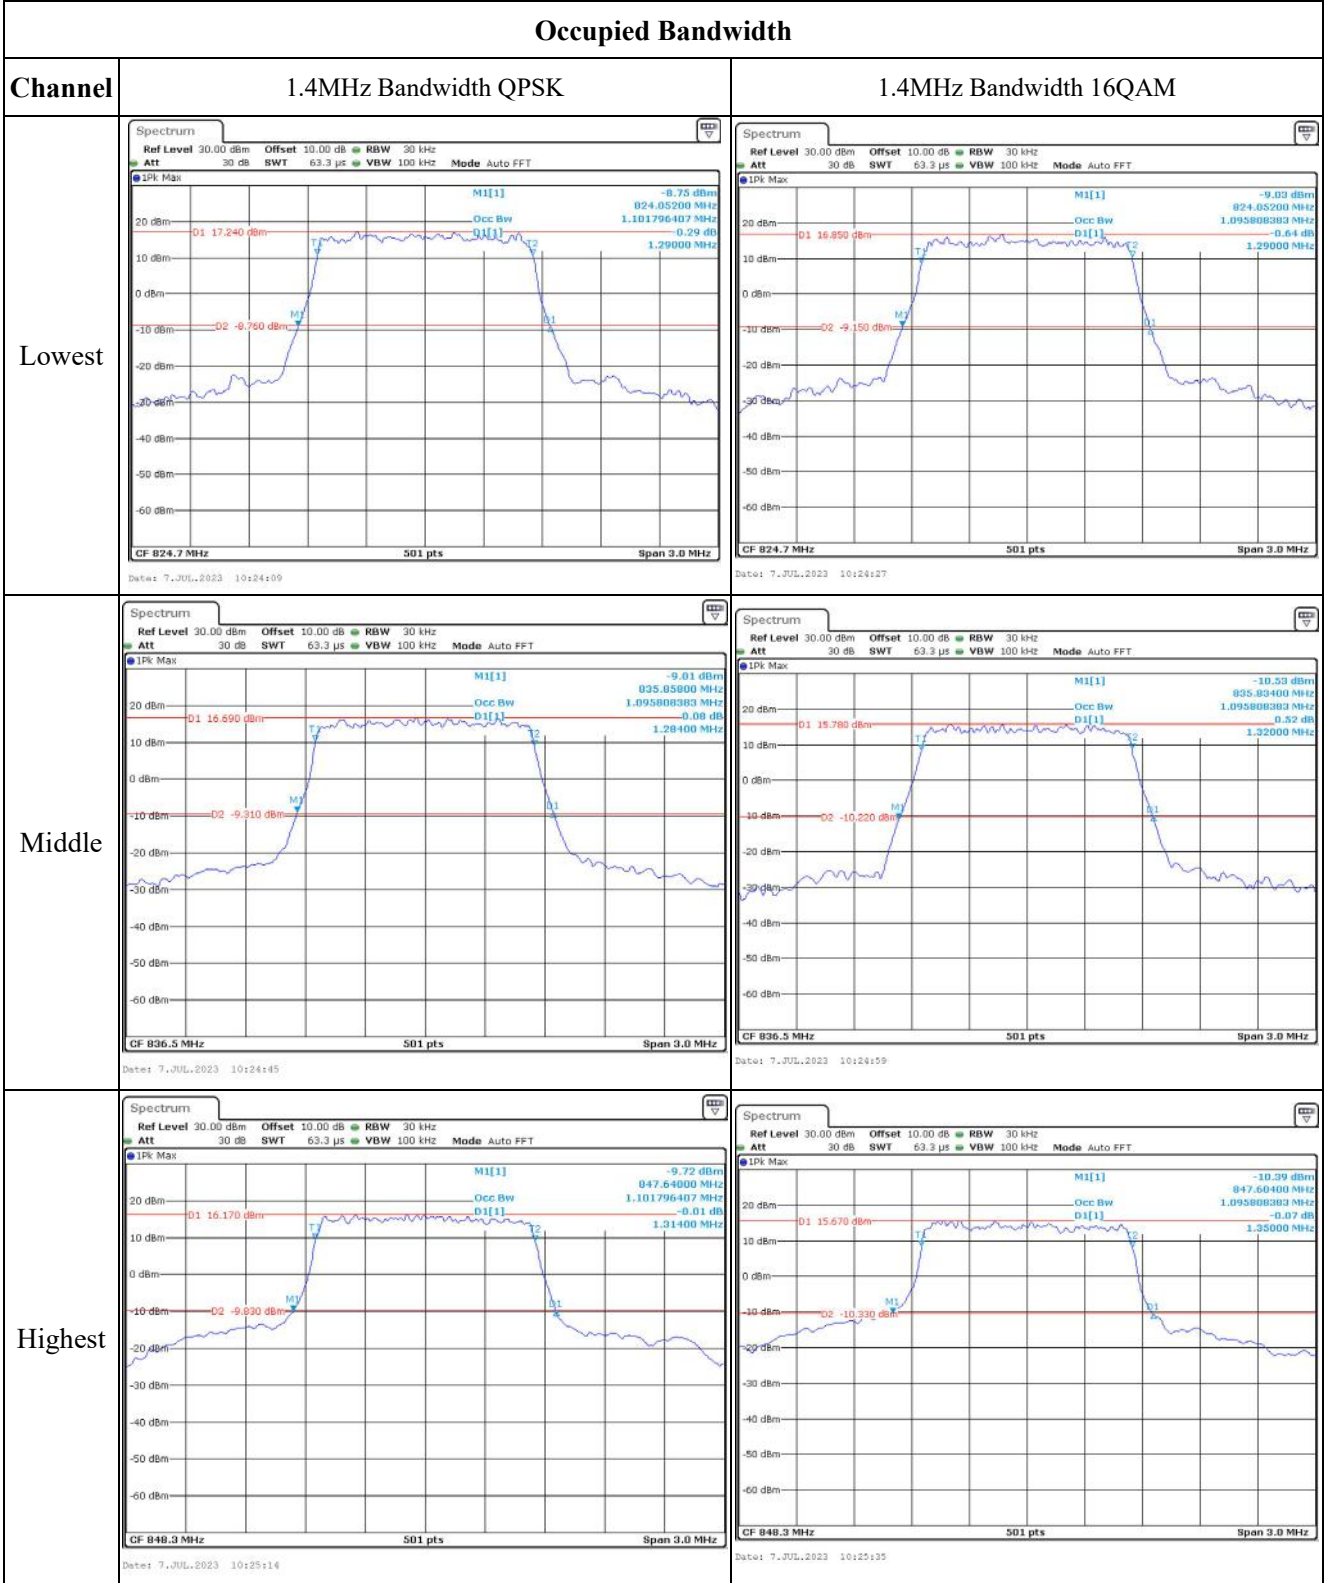 Occupied Bandwidth
Channel 1.4MHz Bandwidth QPSK 1.4MHz Bandwidth 16QAM
Lowest
Spectrum
Ref Level 30.00 dBm Offset 10.00 dB RBW 30 kHz
Att 30 dB SWT 63.3 µs VBW 100 kHz Mode Auto FFT
1Pk Max
M1[1] -8.75 dBm
824.05200 MHz
Occ Bw 1.101796407 MHz
D1[1] -0.29 dB
1.29000 MHz
20 dBm
D1 17.240 dBm
T1
T2
10 dBm
0 dBm
M1
D1
D2 -8.760 dBm
-10 dBm
-20 dBm
-30 dBm
-40 dBm
-50 dBm
-60 dBm
CF 824.7 MHz 501 pts Span 3.0 MHz
Date: 7.JUL.2023 10:24:09
Spectrum
Ref Level 30.00 dBm Offset 10.00 dB RBW 30 kHz
Att 30 dB SWT 63.3 µs VBW 100 kHz Mode Auto FFT
1Pk Max
M1[1] -9.03 dBm
824.05200 MHz
Occ Bw 1.095808383 MHz
D1[1] -0.64 dB
1.29000 MHz
20 dBm
D1 16.850 dBm
T1
T2
10 dBm
0 dBm
M1
D1
D2 -9.150 dBm
-10 dBm
-20 dBm
-30 dBm
-40 dBm
-50 dBm
-60 dBm
CF 824.7 MHz 501 pts Span 3.0 MHz
Date: 7.JUL.2023 10:24:27
Middle
Spectrum
Ref Level 30.00 dBm Offset 10.00 dB RBW 30 kHz
Att 30 dB SWT 63.3 µs VBW 100 kHz Mode Auto FFT
1Pk Max
M1[1] -9.01 dBm
835.85800 MHz
Occ Bw 1.095808383 MHz
D1[1] 0.08 dB
1.28400 MHz
20 dBm
D1 16.690 dBm
T1
T2
10 dBm
0 dBm
M1
D1
D2 -9.310 dBm
-10 dBm
-20 dBm
-30 dBm
-40 dBm
-50 dBm
-60 dBm
CF 836.5 MHz 501 pts Span 3.0 MHz
Date: 7.JUL.2023 10:24:45
Spectrum
Ref Level 30.00 dBm Offset 10.00 dB RBW 30 kHz
Att 30 dB SWT 63.3 µs VBW 100 kHz Mode Auto FFT
1Pk Max
M1[1] -10.53 dBm
835.83400 MHz
Occ Bw 1.095808383 MHz
D1[1] 0.52 dB
1.32000 MHz
20 dBm
D1 15.780 dBm
T1
T2
10 dBm
0 dBm
M1
D1
D2 -10.220 dBm
-10 dBm
-20 dBm
-30 dBm
-40 dBm
-50 dBm
-60 dBm
CF 836.5 MHz 501 pts Span 3.0 MHz
Date: 7.JUL.2023 10:24:59
Highest
Spectrum
Ref Level 30.00 dBm Offset 10.00 dB RBW 30 kHz
Att 30 dB SWT 63.3 µs VBW 100 kHz Mode Auto FFT
1Pk Max
M1[1] -9.72 dBm
847.64000 MHz
Occ Bw 1.101796407 MHz
D1[1] -0.01 dB
1.31400 MHz
20 dBm
D1 16.170 dBm
T1
T2
10 dBm
0 dBm
M1
D1
D2 -9.830 dBm
-10 dBm
-20 dBm
-30 dBm
-40 dBm
-50 dBm
-60 dBm
CF 848.3 MHz 501 pts Span 3.0 MHz
Date: 7.JUL.2023 10:25:14
Spectrum
Ref Level 30.00 dBm Offset 10.00 dB RBW 30 kHz
Att 30 dB SWT 63.3 µs VBW 100 kHz Mode Auto FFT
1Pk Max
M1[1] -10.39 dBm
847.60400 MHz
Occ Bw 1.095808383 MHz
D1[1] -0.07 dB
1.35000 MHz
20 dBm
D1 15.670 dBm
T1
T2
10 dBm
0 dBm
M1
D1
D2 -10.330 dBm
-10 dBm
-20 dBm
-30 dBm
-40 dBm
-50 dBm
-60 dBm
CF 848.3 MHz 501 pts Span 3.0 MHz
Date: 7.JUL.2023 10:25:35